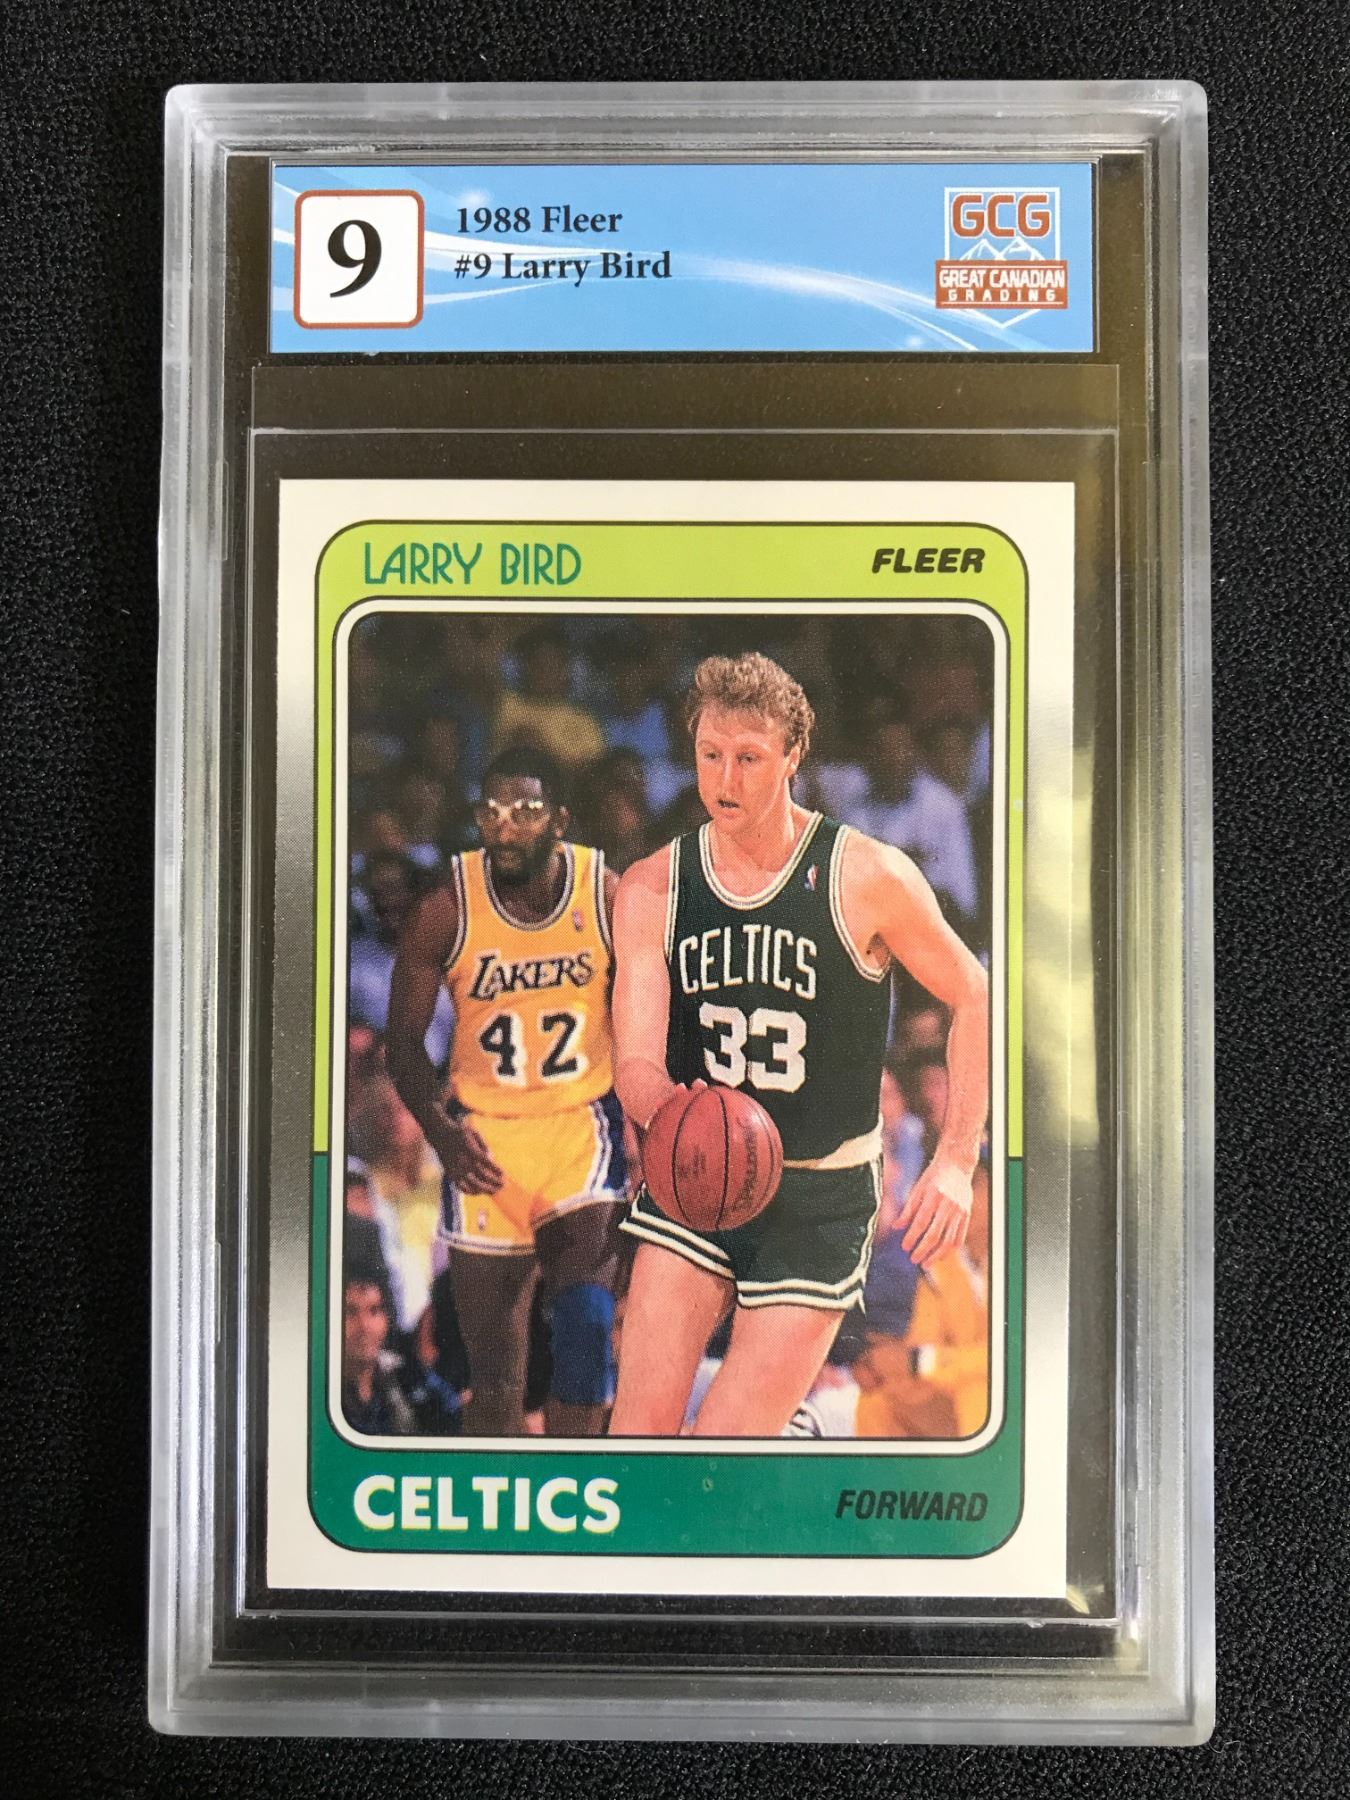 9
1988 Fleer
#9 Larry Bird
GCG
GREAT CANADIAN
GRADING
LARRY BIRD
FLEER
LAKERS
42
CELTICS
33
SPALDING
CELTICS
FORWARD